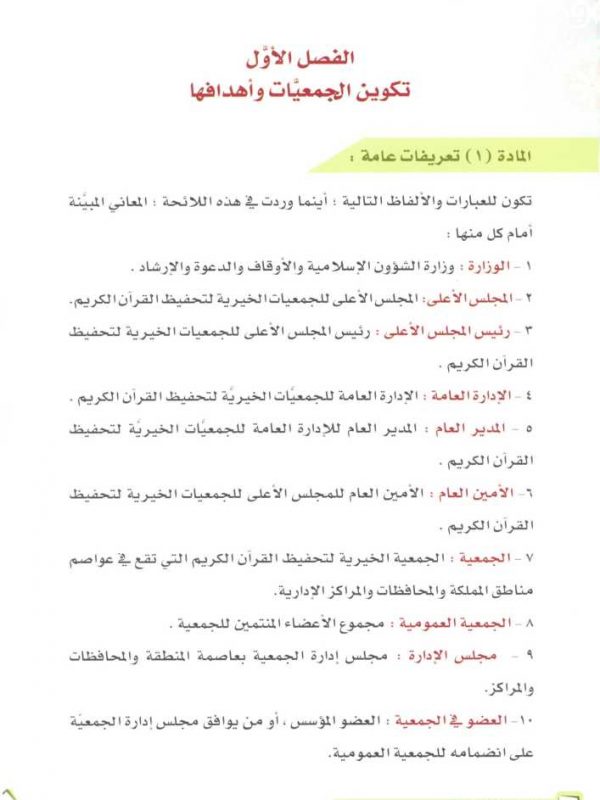 الفصل الأوَّل
تكوين الجمعيَّات وأهدافها
المادة (١) تعريفات عامة :
تكون للعبارات والألفاظ التالية ؛ أينما وردت في هذه اللائحة ؛ المعاني المبيَّنة
أمام كل منها :
١- الوزارة : وزارة الشؤون الإسلامية والأوقاف والدعوة والإرشاد .
٢- المجلس الأعلى: المجلس الأعلى للجمعيات الخيرية لتحفيظ القرآن الكريم.
٣- رئيس المجلس الأعلى : رئيس المجلس الأعلى للجمعيات الخيرية لتحفيظ
القرآن الكريم .
٤- الإدارة العامة : الإدارة العامة للجمعيَّات الخيريَّة لتحفيظ القرآن الكريم .
٥- المدير العام : المدير العام للإدارة العامة للجمعيَّات الخيريَّة لتحفيظ
القرآن الكريم .
٦- الأمين العام : الأمين العام للمجلس الأعلى للجمعيات الخيرية لتحفيظ
القرآن الكريم .
٧- الجمعية : الجمعية الخيرية لتحفيظ القرآن الكريم التي تقع في عواصم
مناطق المملكة والمحافظات والمراكز الإدارية.
٨- الجمعية العمومية : مجموع الأعضاء المنتمين للجمعية .
٩- مجلس الإدارة : مجلس إدارة الجمعية بعاصمة المنطقة والمحافظات
والمراكز.
١٠- العضو في الجمعية : العضو المؤسس ، أو من يوافق مجلس إدارة الجمعيَّة
على انضمامه للجمعية العمومية.